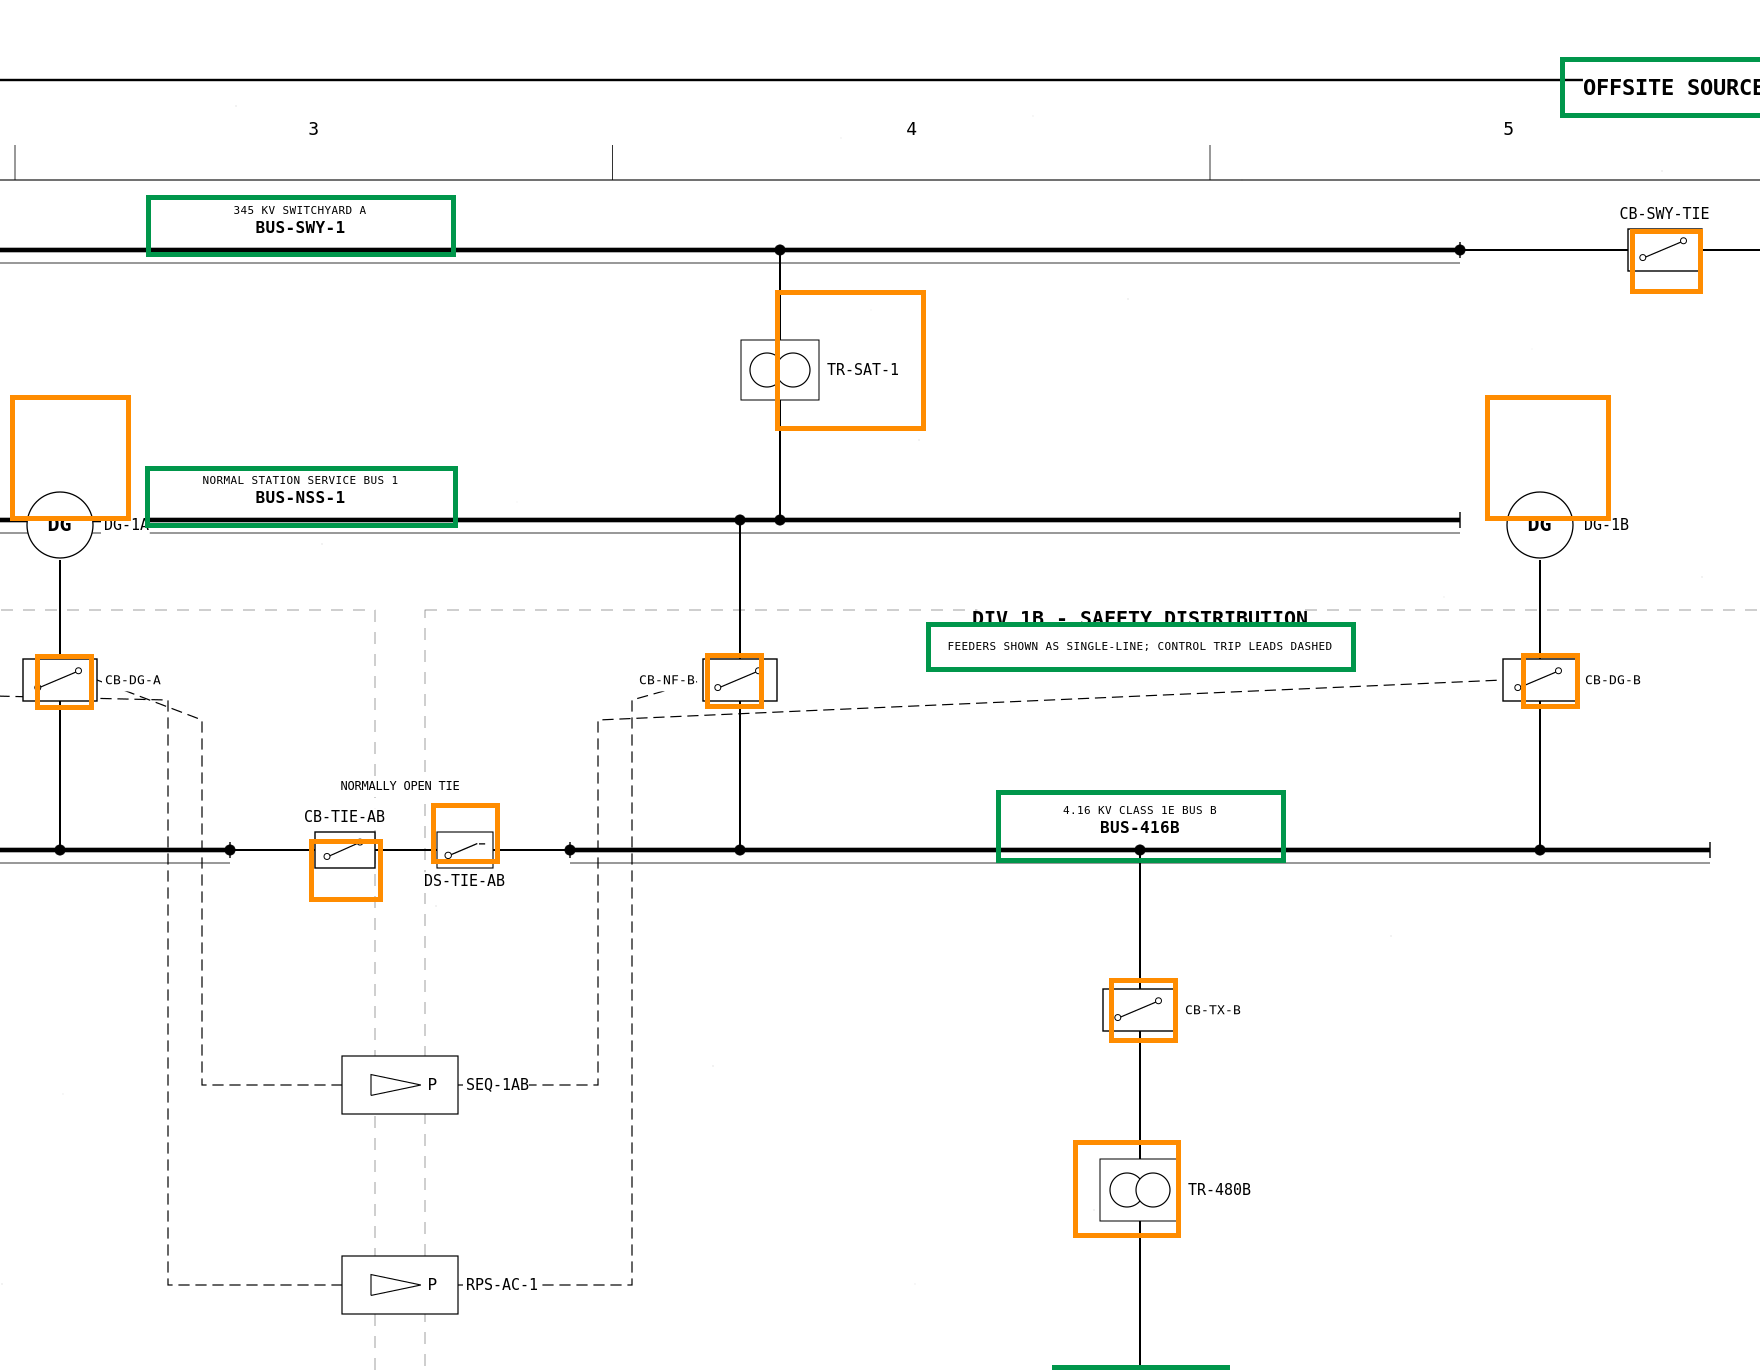 OFFSITE SOURCE
3
4
5
345 KV SWITCHYARD A
BUS-SWY-1
CB-SWY-TIE
TR-SAT-1
NORMAL STATION SERVICE BUS 1
BUS-NSS-1
DG
DG-1A
DG
DG-1B
DIV 1B - SAFETY DISTRIBUTION
FEEDERS SHOWN AS SINGLE-LINE; CONTROL TRIP LEADS DASHED
CB-DG-A
CB-NF-B
CB-DG-B
NORMALLY OPEN TIE
CB-TIE-AB
4.16 KV CLASS 1E BUS B
BUS-416B
DS-TIE-AB
CB-TX-B
P
SEQ-1AB
TR-480B
P
RPS-AC-1